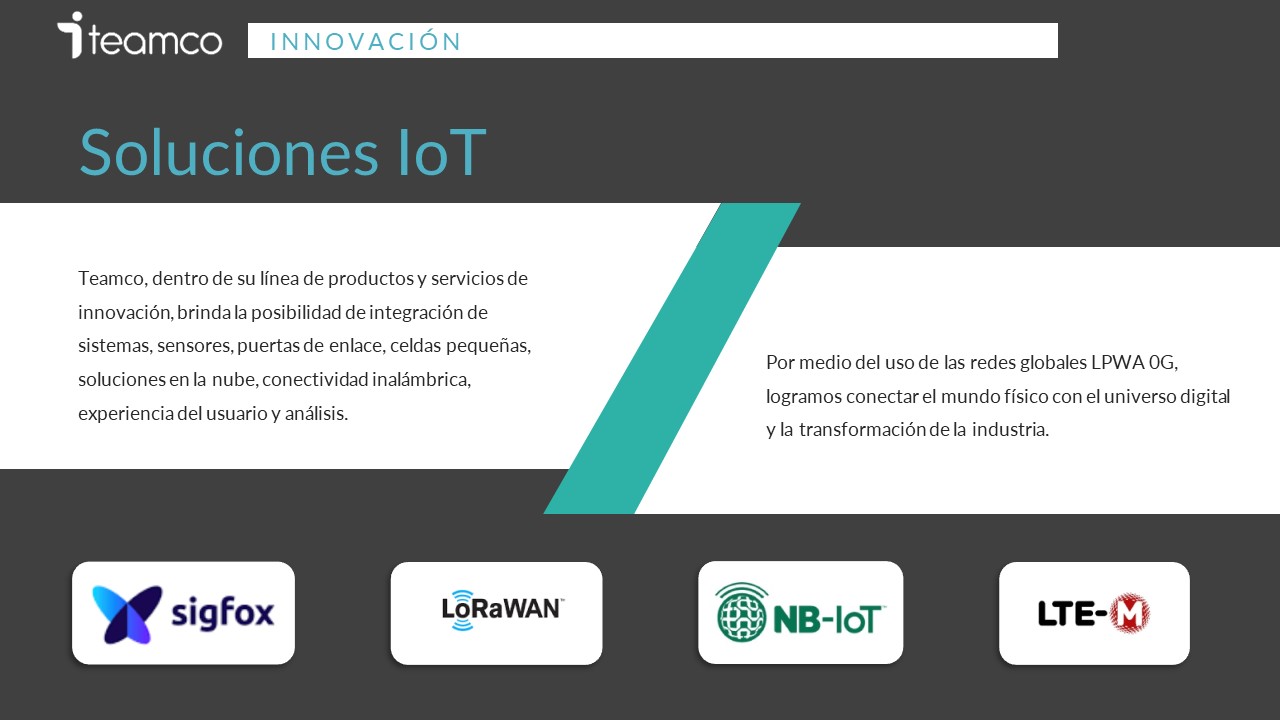 teamco
INNOVACIÓN
Soluciones IoT
Teamco, dentro de su línea de productos y servicios de
innovación, brinda la posibilidad de integración de
sistemas, sensores, puertas de enlace, celdas pequeñas,
soluciones en la nube, conectividad inalámbrica,
experiencia del usuario y análisis.
Por medio del uso de las redes globales LPWA 0G,
logramos conectar el mundo físico con el universo digital
y la transformación de la industria.
sigfox
LoRaWAN™
NB-IoT™
LTE-M